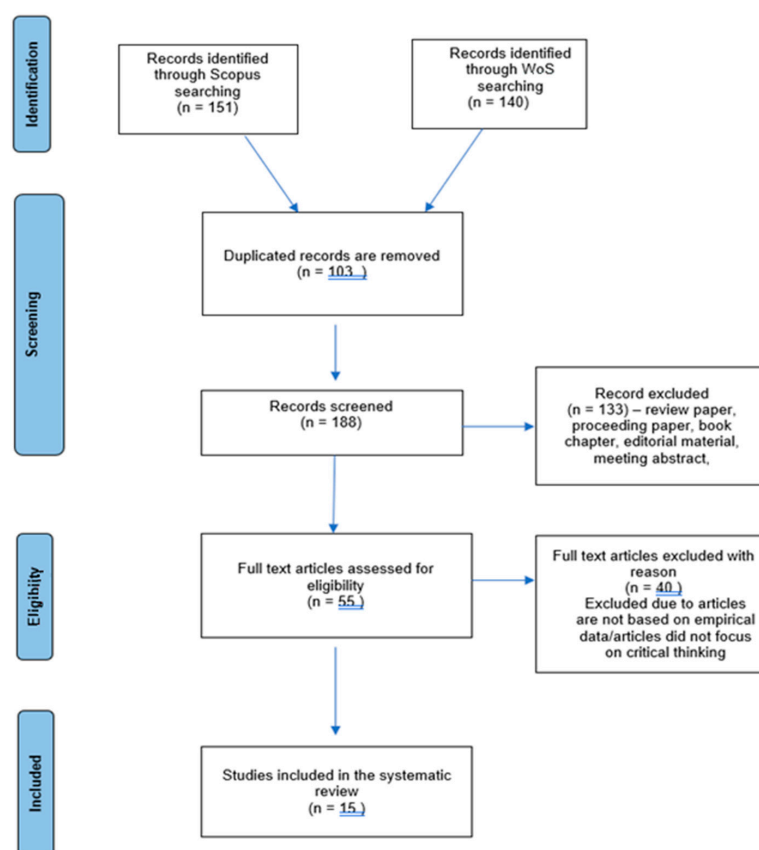 Identification
Records identified
through Scopus
searching
(n = 151)
Records identified
through WoS
searching
(n = 140)
Screening
Duplicated records are removed
(n = 103 )
Records screened
(n = 188)
Record excluded
(n = 133) – review paper,
proceeding paper, book
chapter, editorial material,
meeting abstract,
Eligibiity
Full text articles assessed for
eligibility
(n = 55 )
Full text articles excluded with
reason
(n = 40 )
Excluded due to articles
are not based on empirical
data/articles did not focus
on critical thinking
Included
Studies included in the systematic
review
(n = 15 )